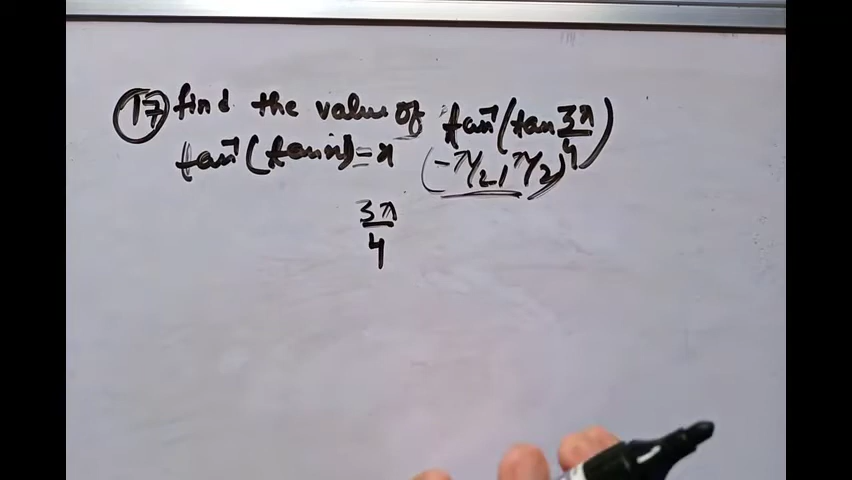 17 find the value of tan⁻¹(tan 3π/4)
tan⁻¹(tan x) = x (-π/2, π/2)
3π/4